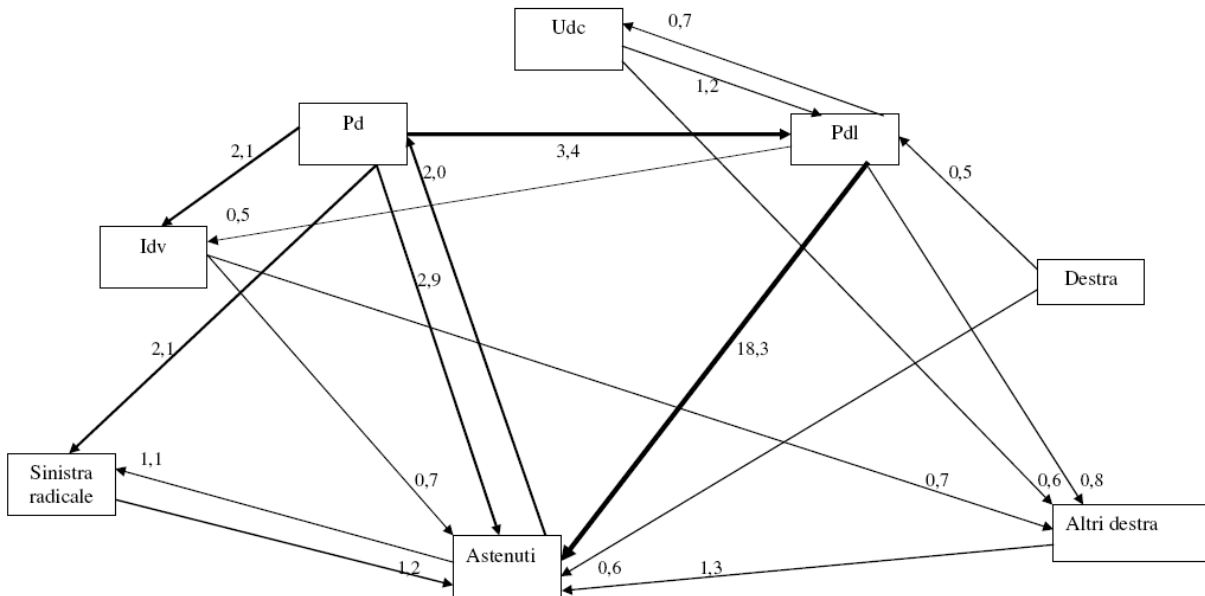 Udc
0,7
1,2
Pd
Pdl
2,1
3,4
2,0
0,5
0,5
Idv
Destra
2,9
2,1
18,3
Sinistra
radicale
1,1
0,7
0,7
0,6
0,8
Altri destra
Astenuti
1,2
0,6
1,3